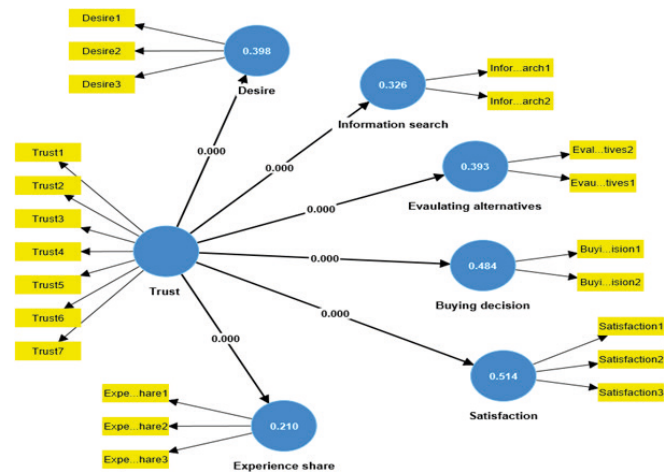 Desire1
Desire2
Desire3
0.398
Desire
0.326
Information search
Infor...arch1
Infor...arch2
0.000
0.000
Trust1
Trust2
Trust3
Trust4
Trust5
Trust6
Trust7
Trust
0.000
0.393
Evaulating alternatives
Eval...tives2
Evau...tives1
0.000
0.484
Buying decision
Buyi...ision1
Buyi...ision2
0.000
0.514
Satisfaction
Satisfaction1
Satisfaction2
Satisfaction3
0.000
Expe...hare1
Expe...hare2
Expe...hare3
0.210
Experience share